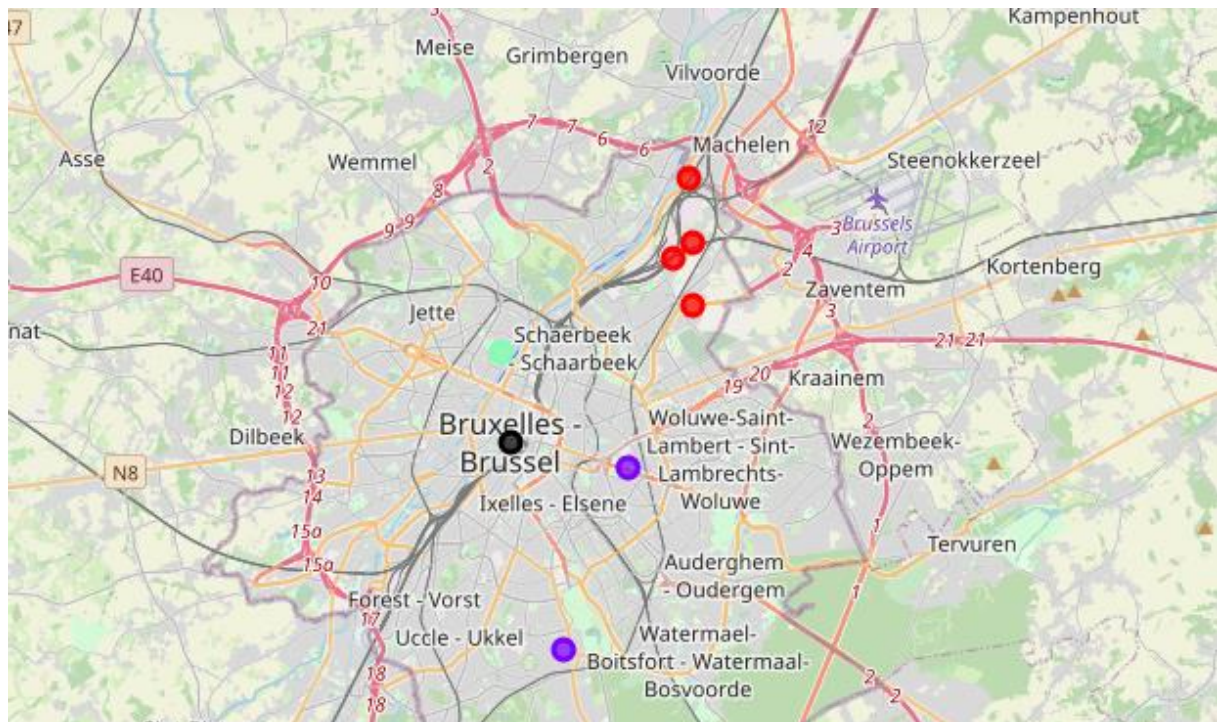 47
5
Kampenhout
Meise
Grimbergen
Vilvoorde
7
7
6
6
12
Machelen
Asse
Wemmel
2
8
Steenokkerzeel
9
9
3
Brussels
Airport
4
2
E40
10
Kortenberg
Zaventem
Jette
3
21
nat
Schaerbeek
- Schaarbeek
21 21
11
11
19 20
Kraainem
12
12
Bruxelles -
Brussel
Woluwe-Saint-
Lambert - Sint-
Lambrechts-
Woluwe
2
Dilbeek
Wezembeek-
Oppem
N8
13
14
Ixelles - Elsene
15a
15a
1
Tervuren
Auderghem
- Oudergem
1
Forest - Vorst
17
Uccle - Ukkel
Watermael-
Boitsfort - Watermaal-
Bosvoorde
18
18
2
2